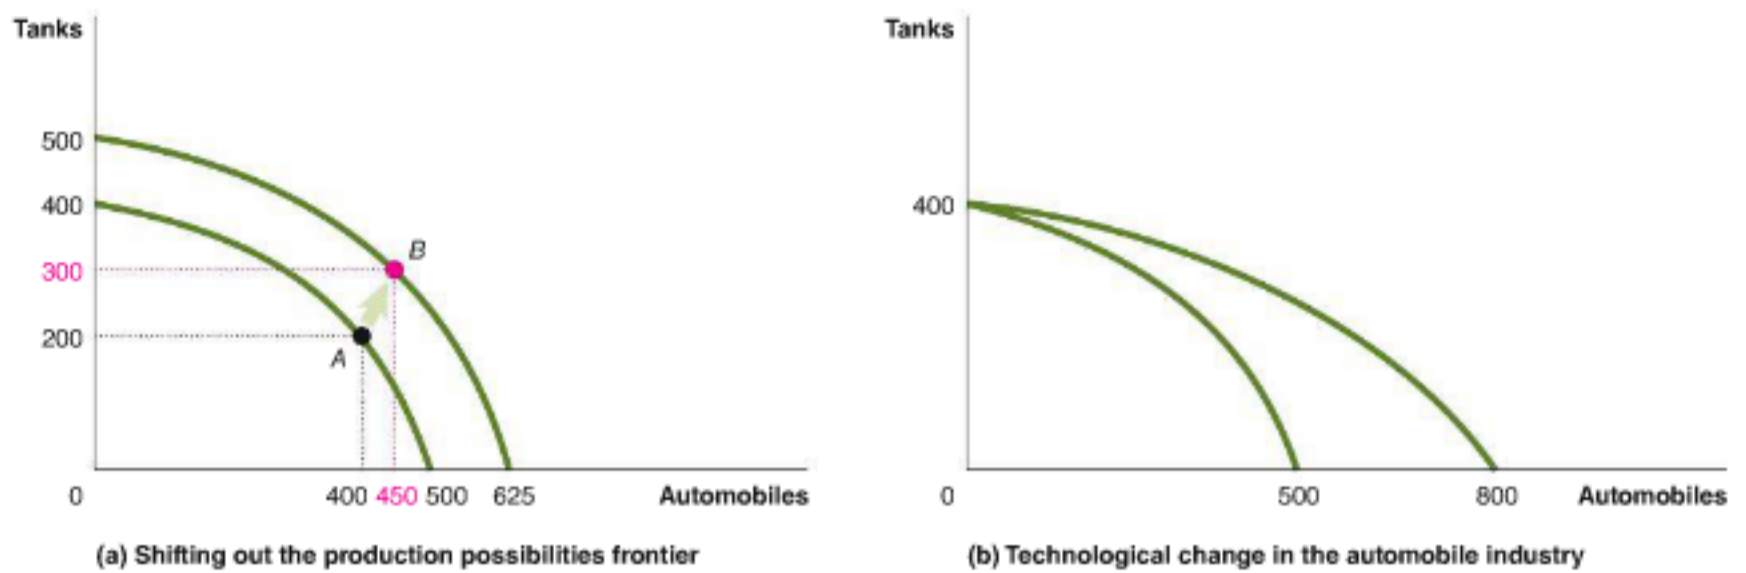 Tanks
500
400
300
200
B
A
0
400 450 500 625 Automobiles
(a) Shifting out the production possibilities frontier
Tanks
400
0
500
800
Automobiles
(b) Technological change in the automobile industry